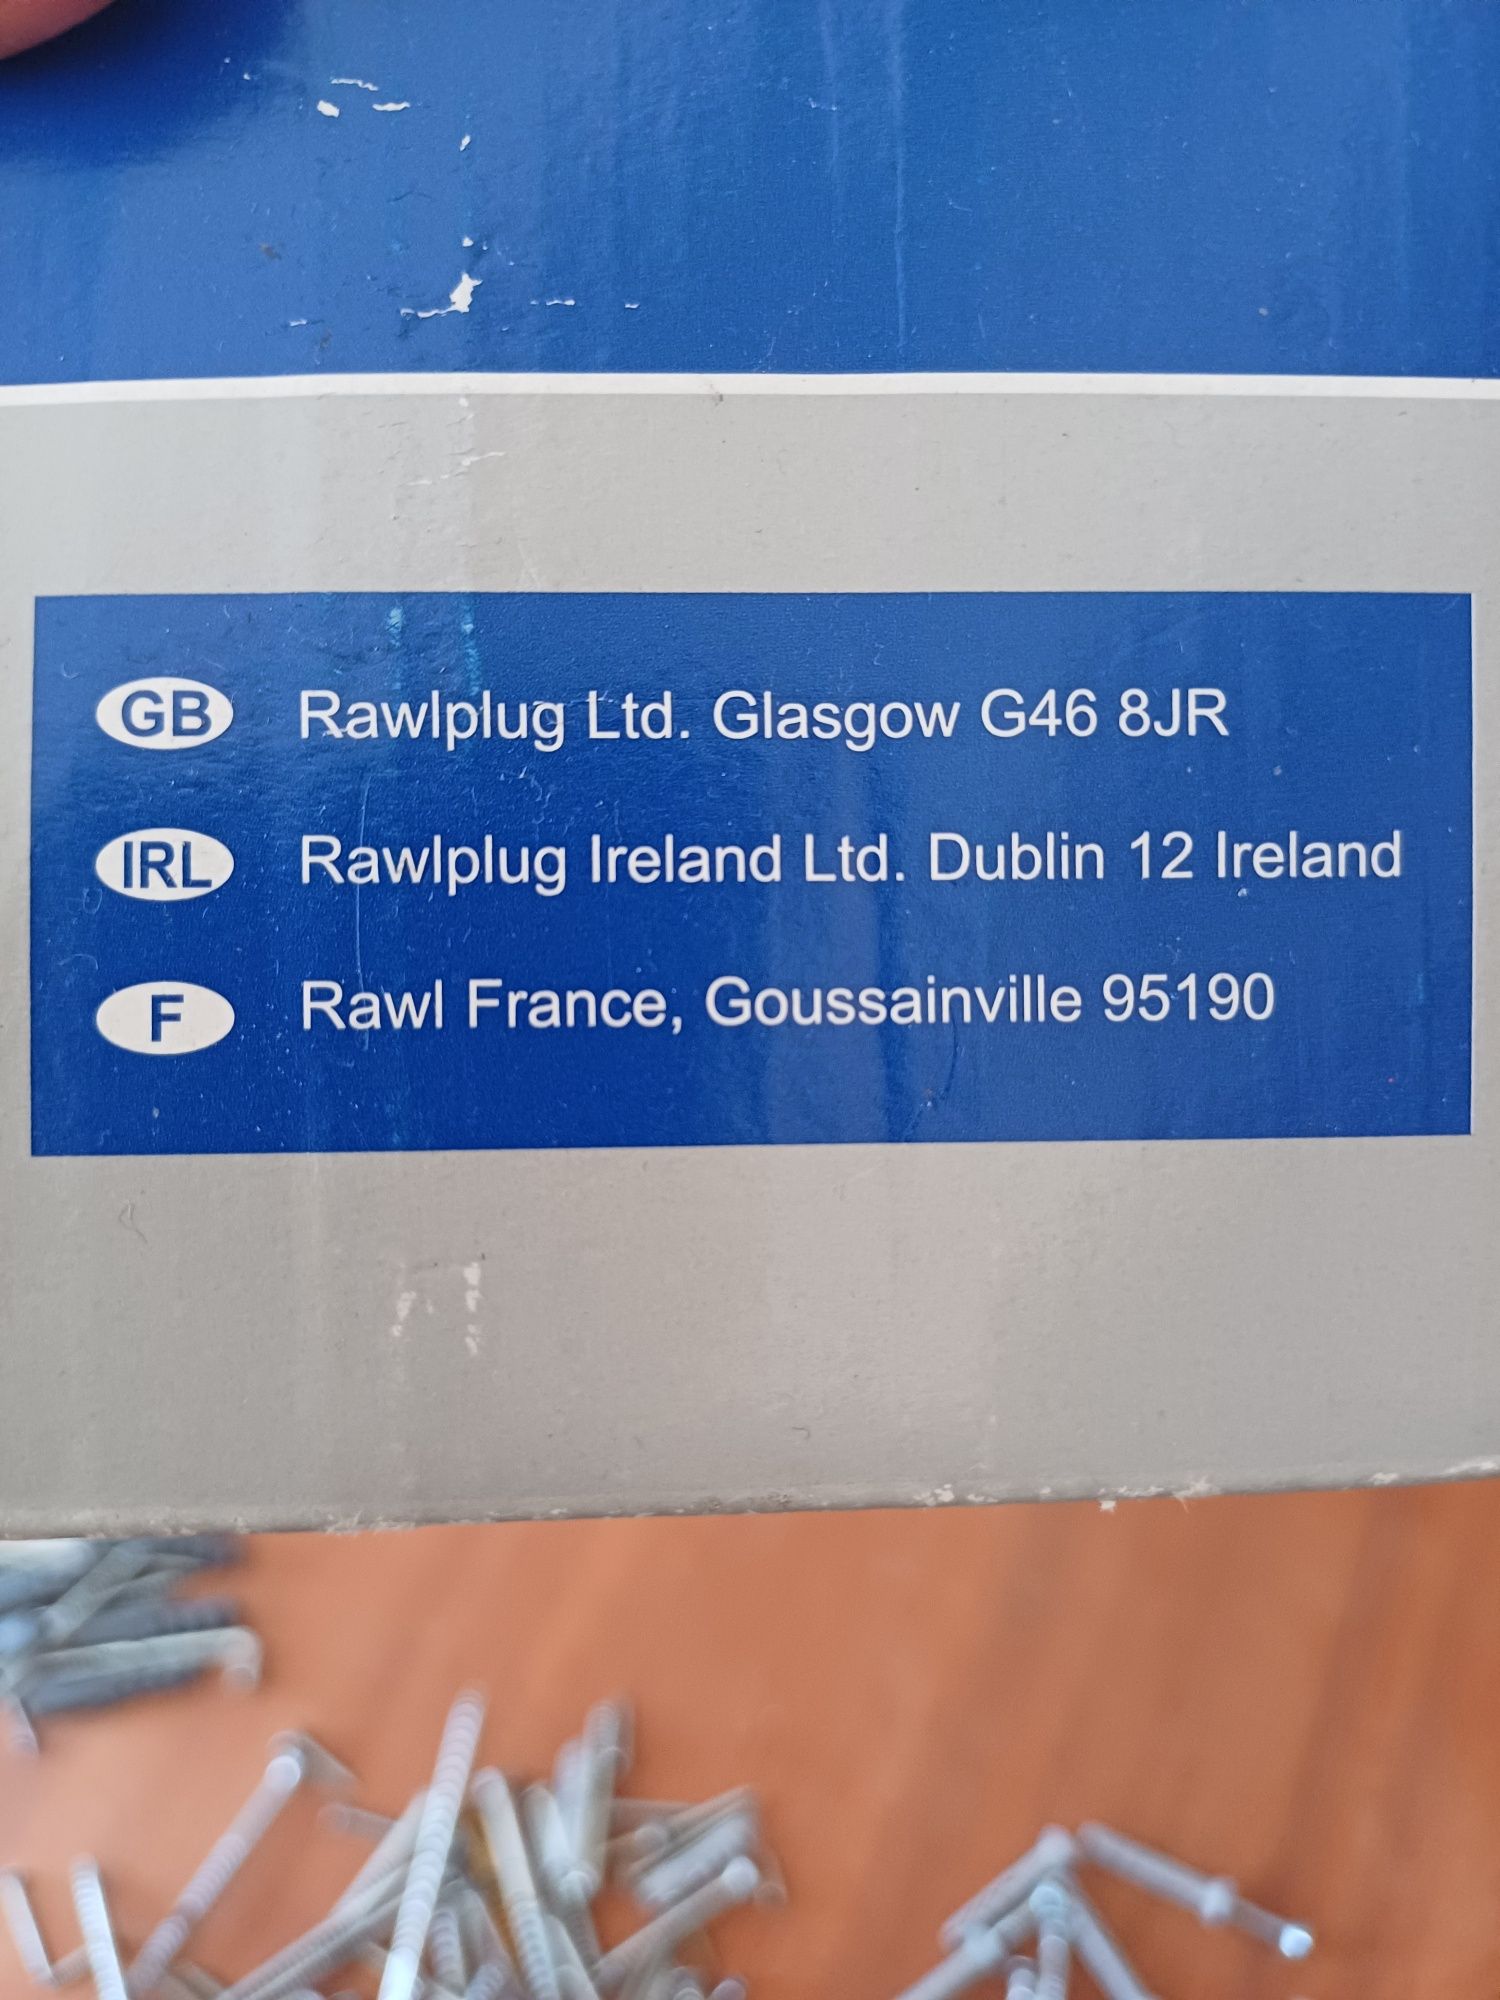 GB Rawlplug Ltd. Glasgow G46 8JR
IRL Rawlplug Ireland Ltd. Dublin 12 Ireland
F Rawl France, Goussainville 95190